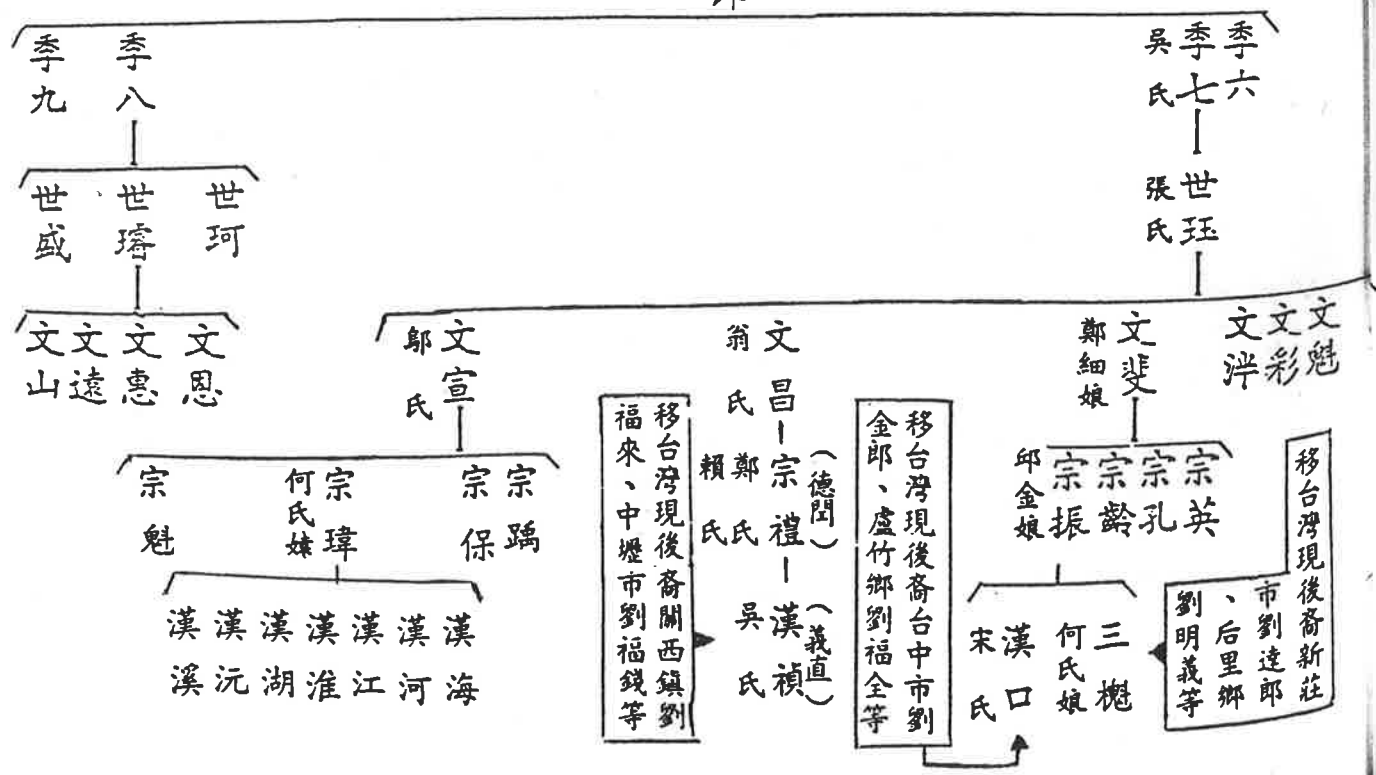 季六
季七
吳氏
季八
季九
世珏
張氏
世珂
世璿
世盛
文魁
文彩
文泮
文斐
鄭細娘
文昌
翁氏
文宣
鄔氏
文恩
文惠
文遠
文山
宗英
宗孔
宗齡
宗振
邱金娘
宗禮
(德閏)
鄭氏
賴氏
宗瑀
宗保
宗瑋
何氏
宗魁
三槐
何氏娘
漢口
宋氏
漢禎
(義直)
吳氏
漢海
漢河
漢江
漢淮
漢湖
漢沅
漢溪
移台灣現後裔新莊
市劉達郎
、后里鄉
劉明義等
移台灣現後裔台中市劉
金郎、盧竹鄉劉福全等
移台灣現後裔關西鎮劉
福來、中壢市劉福錢等